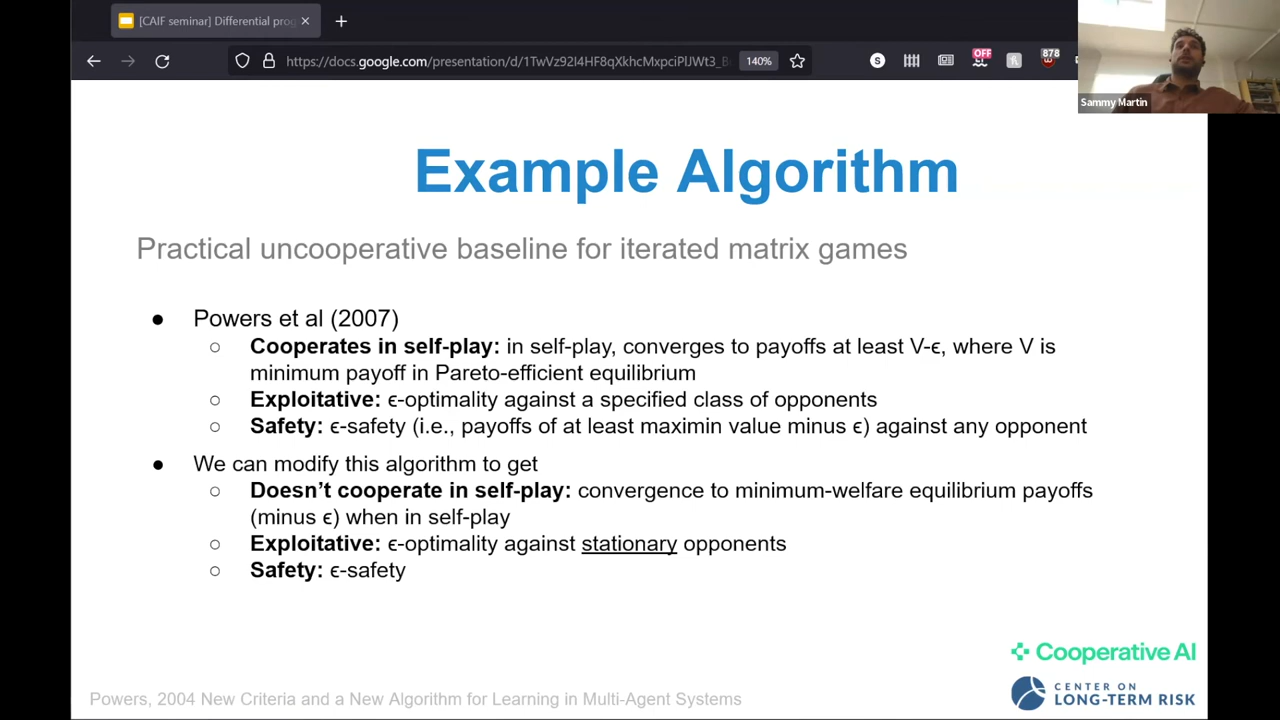 [CAIF seminar] Differential prog
https://docs.google.com/presentation/d/1TwVz92I4HF8qXkhcMxpciPlJWt3_B
140%
S
OFF
878
Sammy Martin
Example Algorithm
Practical uncooperative baseline for iterated matrix games
● Powers et al (2007)
○ Cooperates in self-play: in self-play, converges to payoffs at least V-ϵ, where V is
minimum payoff in Pareto-efficient equilibrium
○ Exploitative: ϵ-optimality against a specified class of opponents
○ Safety: ϵ-safety (i.e., payoffs of at least maximin value minus ϵ) against any opponent
● We can modify this algorithm to get
○ Doesn’t cooperate in self-play: convergence to minimum-welfare equilibrium payoffs
(minus ϵ) when in self-play
○ Exploitative: ϵ-optimality against stationary opponents
○ Safety: ϵ-safety
Cooperative AI
CENTER ON
LONG-TERM RISK
Powers, 2004 New Criteria and a New Algorithm for Learning in Multi-Agent Systems